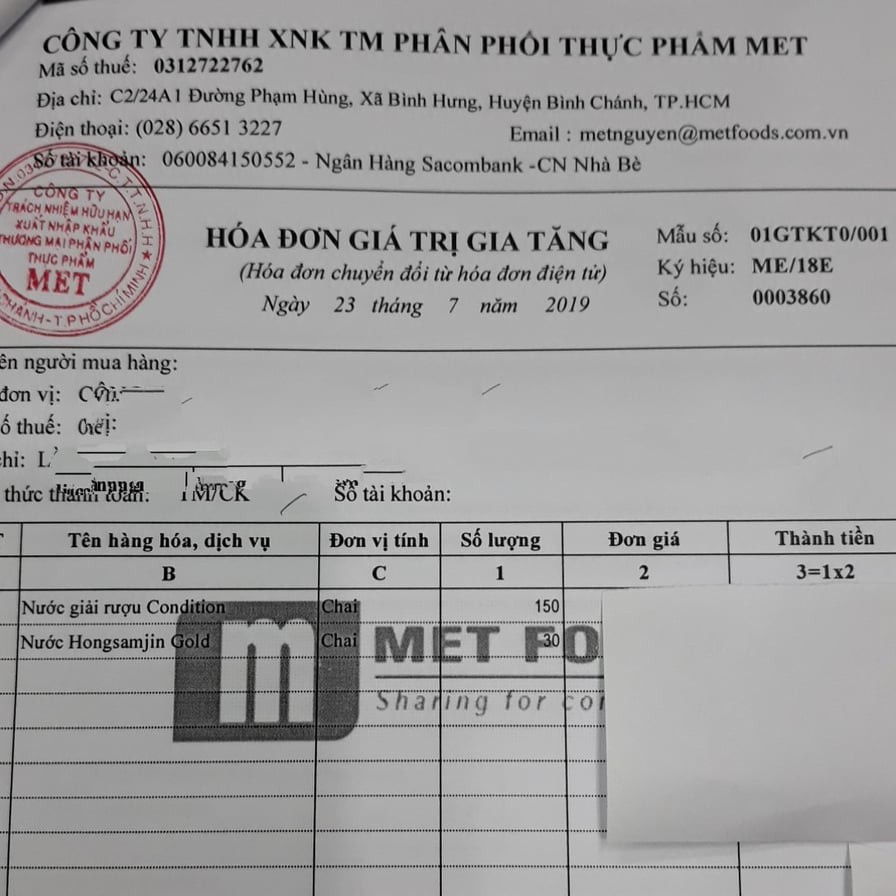 CÔNG TY TNHH XNK TM PHÂN PHỐI THỰC PHẨM MET
Mã số thuế: 0312722762
Địa chỉ: C2/24A1 Đường Phạm Hùng, Xã Bình Hưng, Huyện Bình Chánh, TP.HCM
Điện thoại: (028) 6651 3227 Email : metnguyen@metfoods.com.vn
Số tài khoản: 060084150552 - Ngân Hàng Sacombank -CN Nhà Bè
CÔNG TY
TRÁCH NHIỆM HỮU HẠN
XUẤT NHẬP KHẨU
THƯƠNG MẠI PHÂN PHỐI
THỰC PHẨM
MET
CHÁNH - T.PHỒ CHÍ MINH ★ C.T.T.N.H.H
HÓA ĐƠN GIÁ TRỊ GIA TĂNG
(Hóa đơn chuyển đổi từ hóa đơn điện tử)
Ngày 23 tháng 7 năm 2019
Mẫu số: 01GTKT0/001
Ký hiệu: ME/18E
Số: 0003860
ên người mua hàng:
đơn vị:
ố thuế:
chỉ:
thức thanh toán: TM/CK Số tài khoản:
Tên hàng hóa, dịch vụ Đơn vị tính Số lượng Đơn giá Thành tiền
B C 1 2 3=1x2
Nước giải rượu Condition Chai 150
Nước Hongsamjin Gold Chai 30
m MET FO
Sharing for co